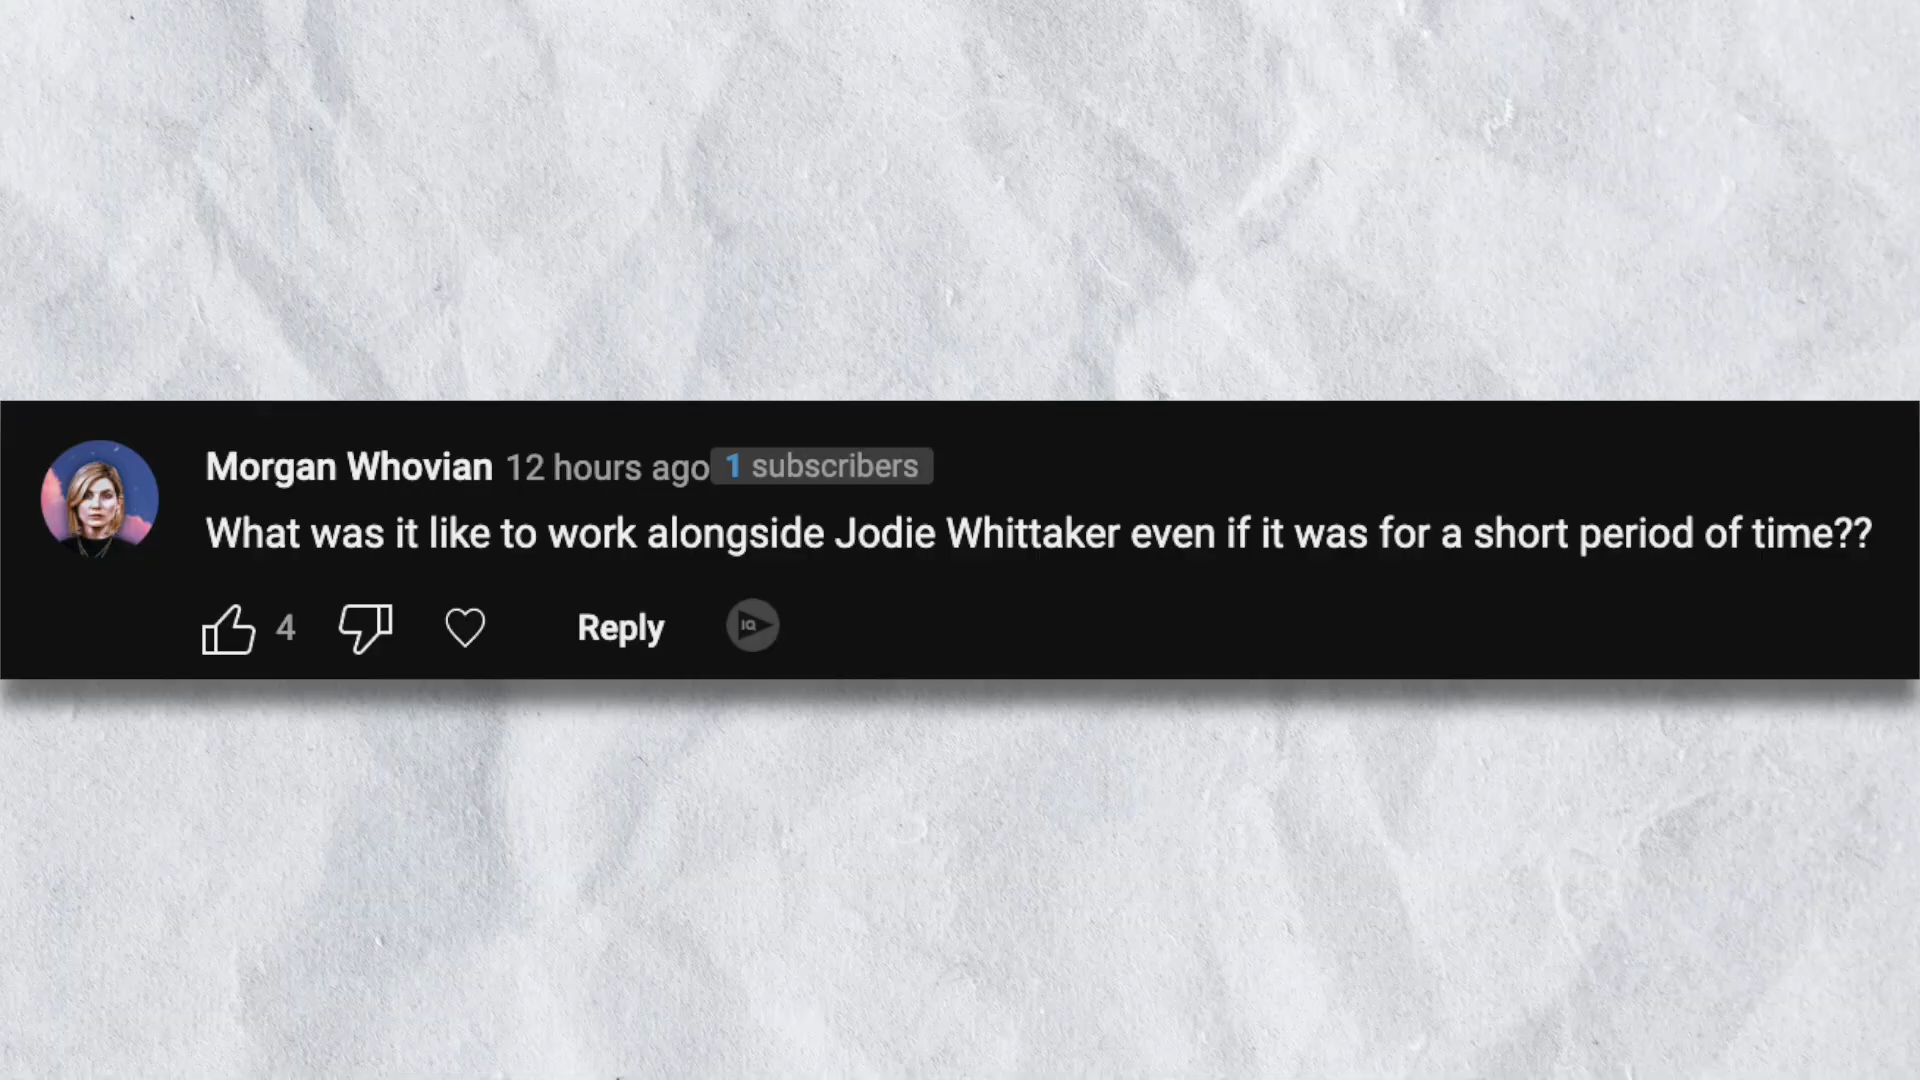 Morgan Whovian 12 hours ago 1 subscribers
What was it like to work alongside Jodie Whittaker even if it was for a short period of time??
4 Reply IQ